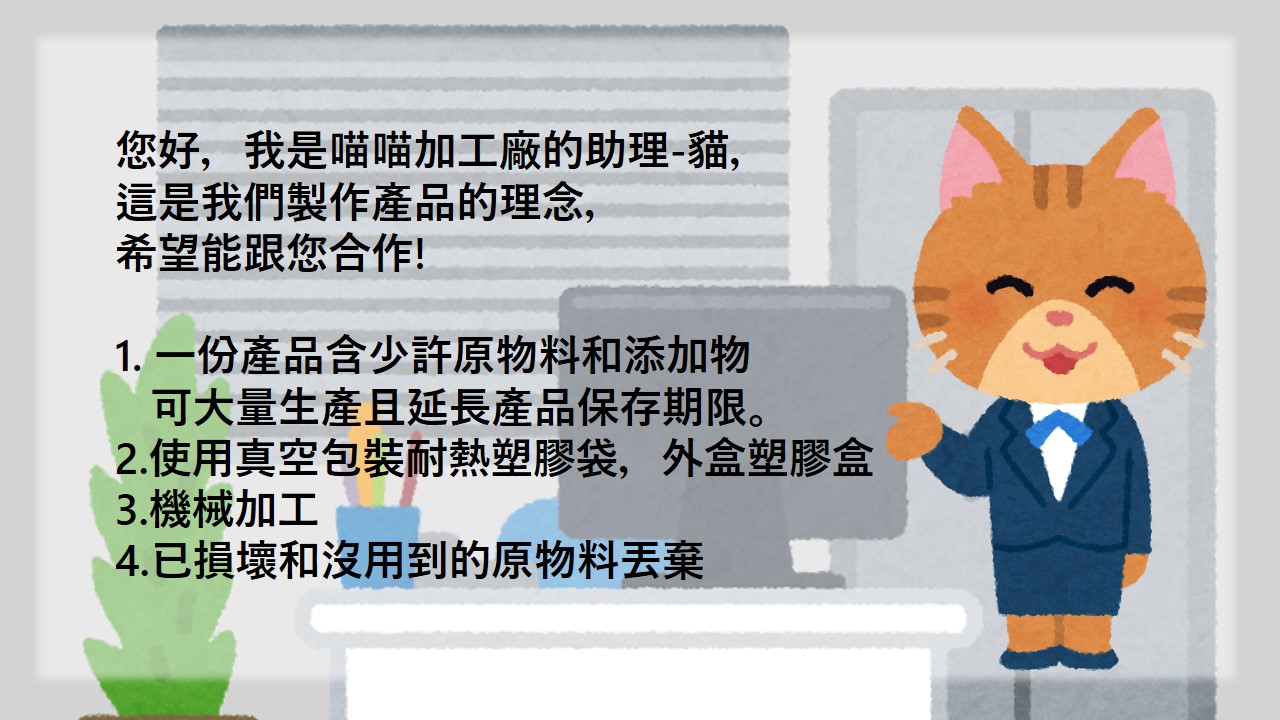 您好，我是喵喵加工廠的助理-貓，
這是我們製作產品的理念，
希望能跟您合作!
1. 一份產品含少許原物料和添加物
可大量生產且延長產品保存期限。
2.使用真空包裝耐熱塑膠袋，外盒塑膠盒
3.機械加工
4.已損壞和沒用到的原物料丟棄